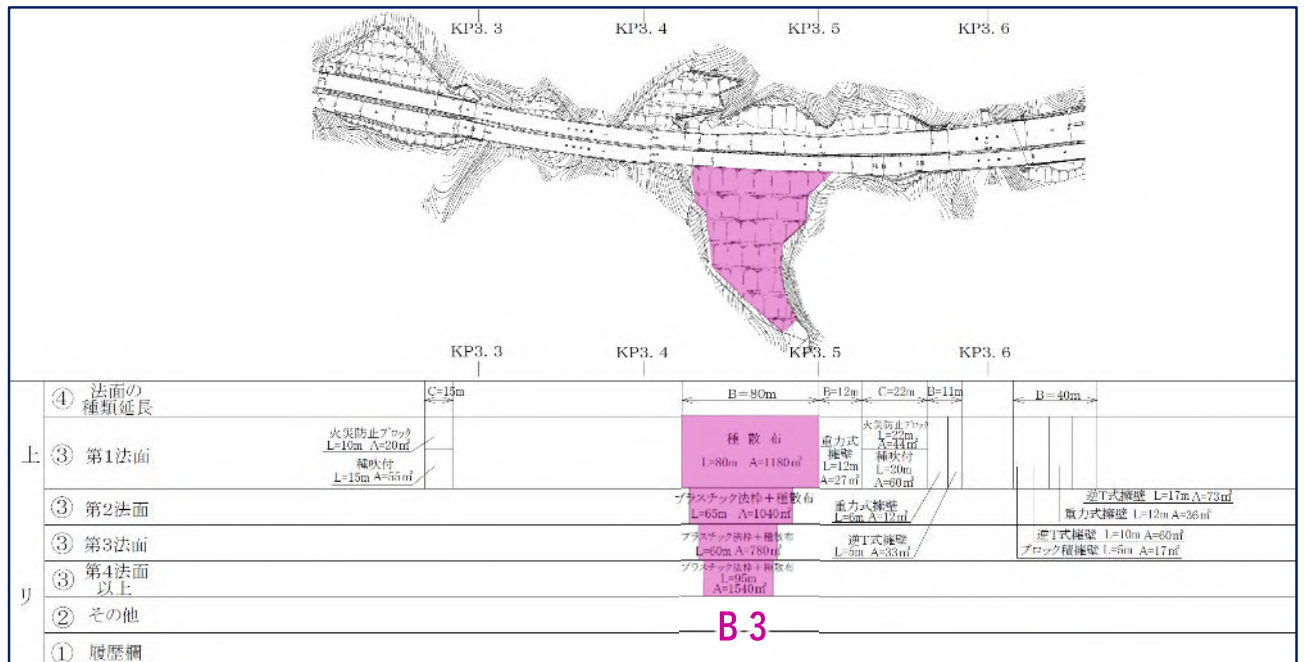 KP3.3 KP3.4 KP3.5 KP3.6
KP3.3 KP3.4 KP3.5 KP3.6
上リ
④ 法面の
種類延長
C=15m B=80m B=12m C=22m B=11m B=40m
③ 第1法面
火災防止ブロック
L=10m A=20㎡
種吹付
L=15m A=55㎡
種散布
L=80m A=1180㎡
重力式
擁壁
L=12m
A=27㎡
火災防止ブロック
L=22m
A=44㎡
種吹付
L=20m
A=60㎡
③ 第2法面
プラスチック法枠+種散布
L=65m A=1040㎡
重力式擁壁
L=6m A=12㎡
逆T式擁壁 L=17m A=73㎡
重力式擁壁 L=12m A=36㎡
③ 第3法面
プラスチック法枠+種散布
L=60m A=780㎡
逆T式擁壁
L=5m A=33㎡
逆T式擁壁 L=10m A=60㎡
ブロック積擁壁 L=5m A=17㎡
③ 第4法面
以上
プラスチック法枠+種散布
L=95m
A=1540㎡
② その他
B-3
① 履歴欄